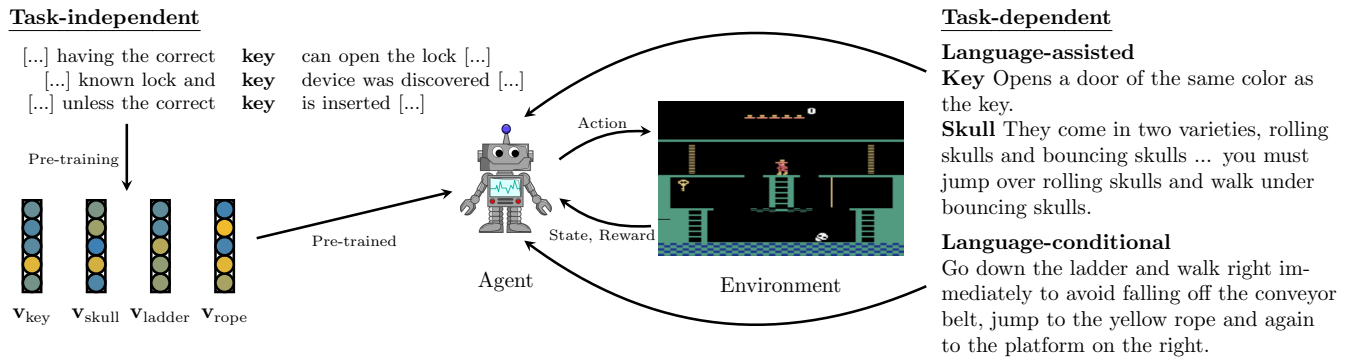 Task-independent
[...] having the correct key can open the lock [...]
[...] known lock and key device was discovered [...]
[...] unless the correct key is inserted [...]
Pre-training
v_key v_skull v_ladder v_rope
Pre-trained
Agent
Action
State, Reward
Environment
Task-dependent
Language-assisted
Key Opens a door of the same color as
the key.
Skull They come in two varieties, rolling
skulls and bouncing skulls ... you must
jump over rolling skulls and walk under
bouncing skulls.
Language-conditional
Go down the ladder and walk right im-
mediately to avoid falling off the conveyor
belt, jump to the yellow rope and again
to the platform on the right.